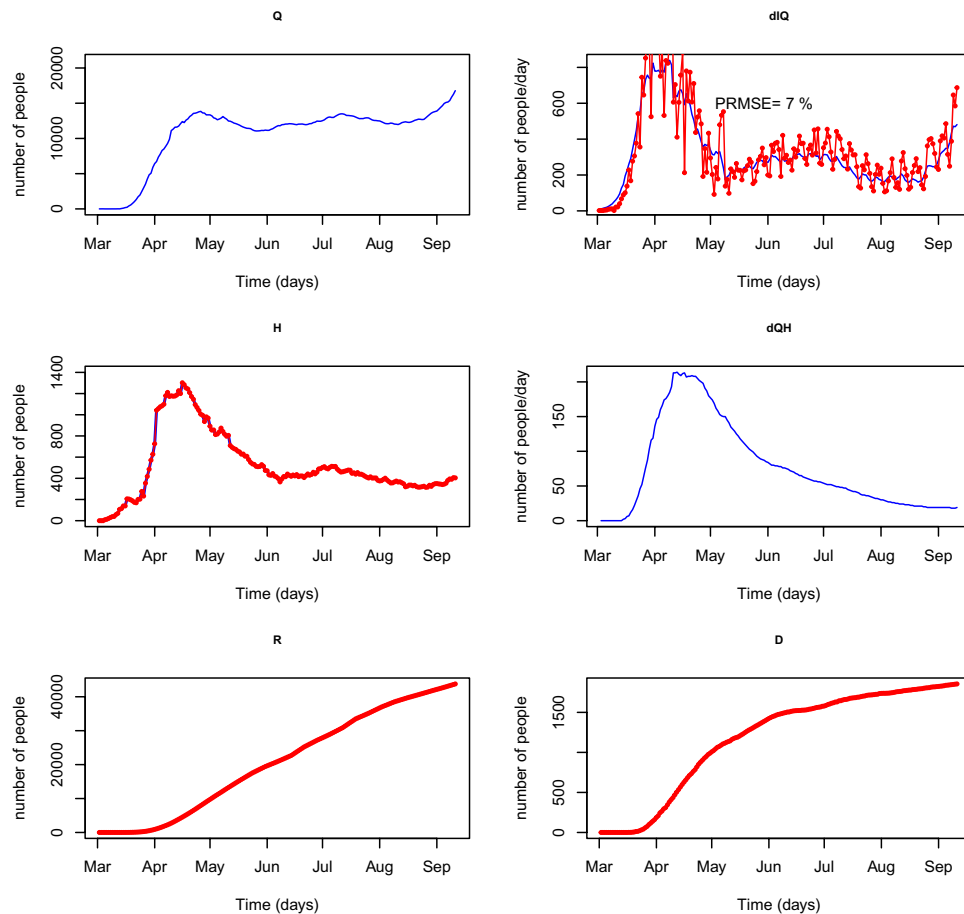 Q
number of people
0 10000 20000
Mar Apr May Jun Jul Aug Sep
Time (days)
dIQ
number of people/day
0 200 600
PRMSE= 7 %
Mar Apr May Jun Jul Aug Sep
Time (days)
H
number of people
0 400 800 1400
Mar Apr May Jun Jul Aug Sep
Time (days)
dQH
number of people/day
0 50 150
Mar Apr May Jun Jul Aug Sep
Time (days)
R
number of people
0 20000 40000
Mar Apr May Jun Jul Aug Sep
Time (days)
D
number of people
0 500 1500
Mar Apr May Jun Jul Aug Sep
Time (days)